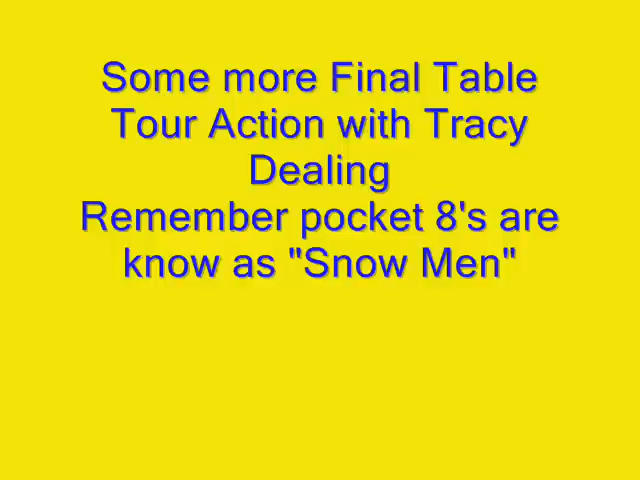 Some more Final Table
Tour Action with Tracy
Dealing
Remember pocket 8's are
know as "Snow Men"